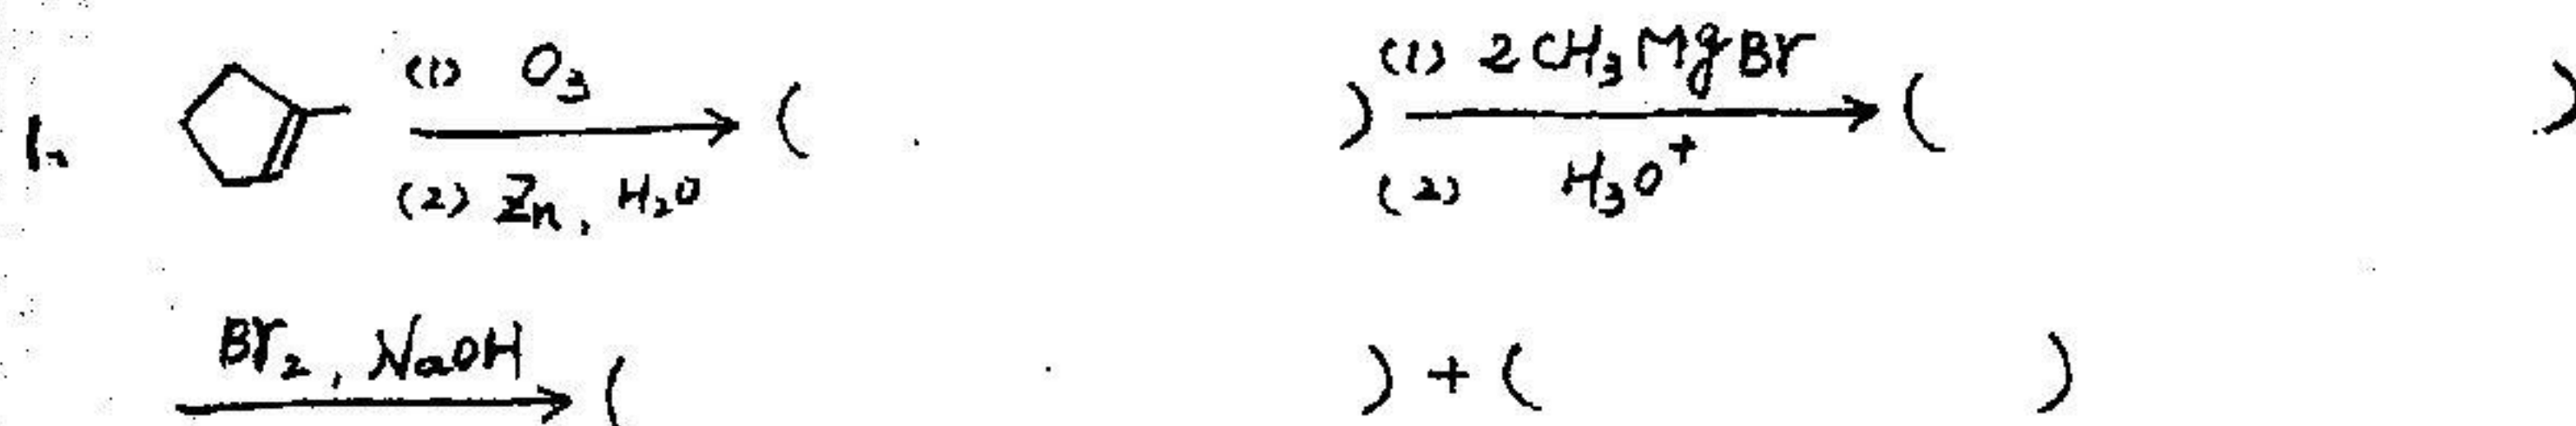 (1) O₃ (1) 2CH₃MgBr
1. ⟶ ( ) ⟶ ( )
(2) Zn, H₂O (2) H₃O⁺
Br₂, NaOH
⟶ ( ) + ( )